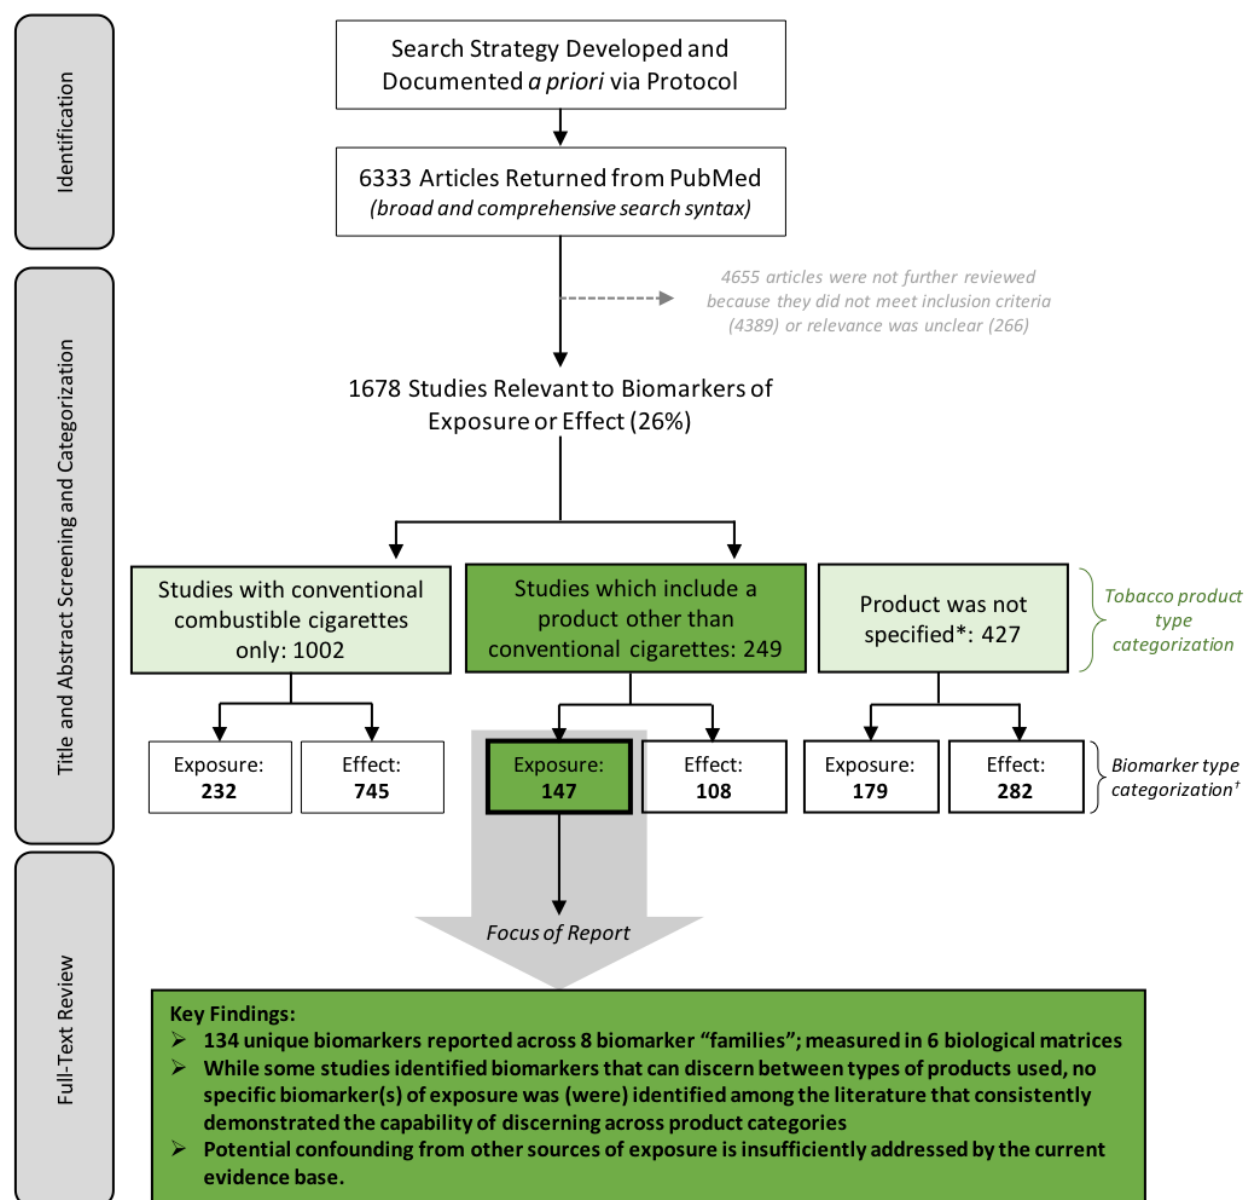 Identification
Search Strategy Developed and
Documented a priori via Protocol
6333 Articles Returned from PubMed
(broad and comprehensive search syntax)
4655 articles were not further reviewed
because they did not meet inclusion criteria
(4389) or relevance was unclear (266)
Title and Abstract Screening and Categorization
1678 Studies Relevant to Biomarkers of
Exposure or Effect (26%)
Studies with conventional
combustible cigarettes
only: 1002
Studies which include a
product other than
conventional cigarettes: 249
Product was not
specified*: 427
Tobacco product
type
categorization
Exposure:
232
Effect:
745
Exposure:
147
Effect:
108
Exposure:
179
Effect:
282
Biomarker type
categorization†
Full-Text Review
Focus of Report
Key Findings:
➢ 134 unique biomarkers reported across 8 biomarker “families”; measured in 6 biological matrices
➢ While some studies identified biomarkers that can discern between types of products used, no
specific biomarker(s) of exposure was (were) identified among the literature that consistently
demonstrated the capability of discerning across product categories
➢ Potential confounding from other sources of exposure is insufficiently addressed by the current
evidence base.